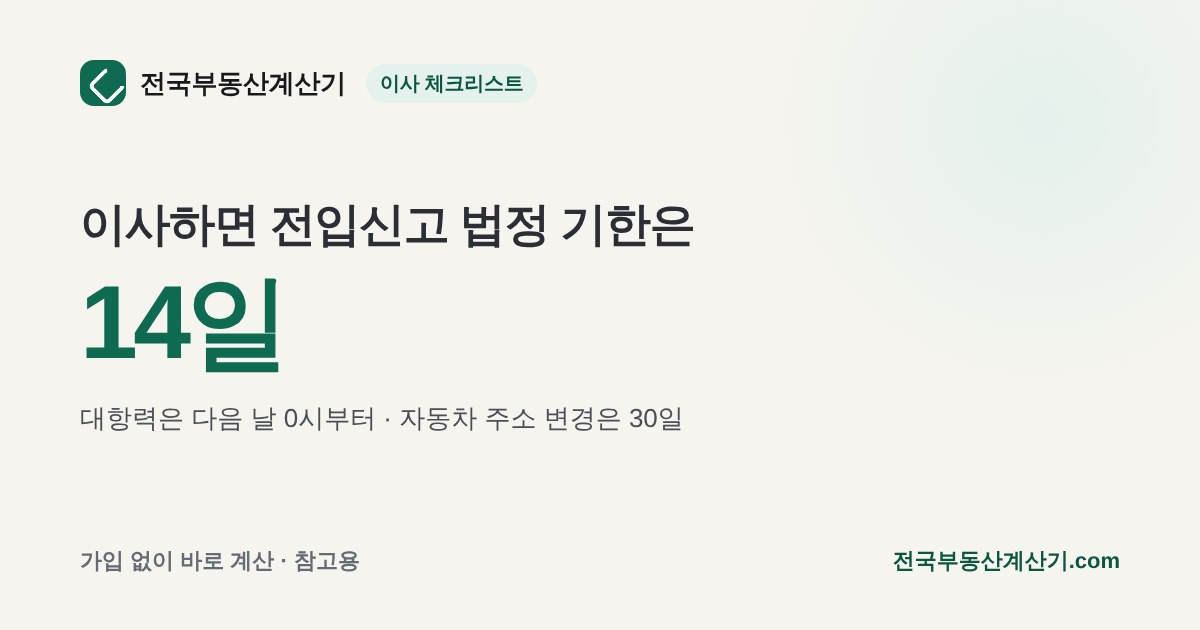 전국부동산계산기
이사 체크리스트
이사하면 전입신고 법정 기한은
14일
대항력은 다음 날 0시부터 · 자동차 주소 변경은 30일
가입 없이 바로 계산 · 참고용
전국부동산계산기.com